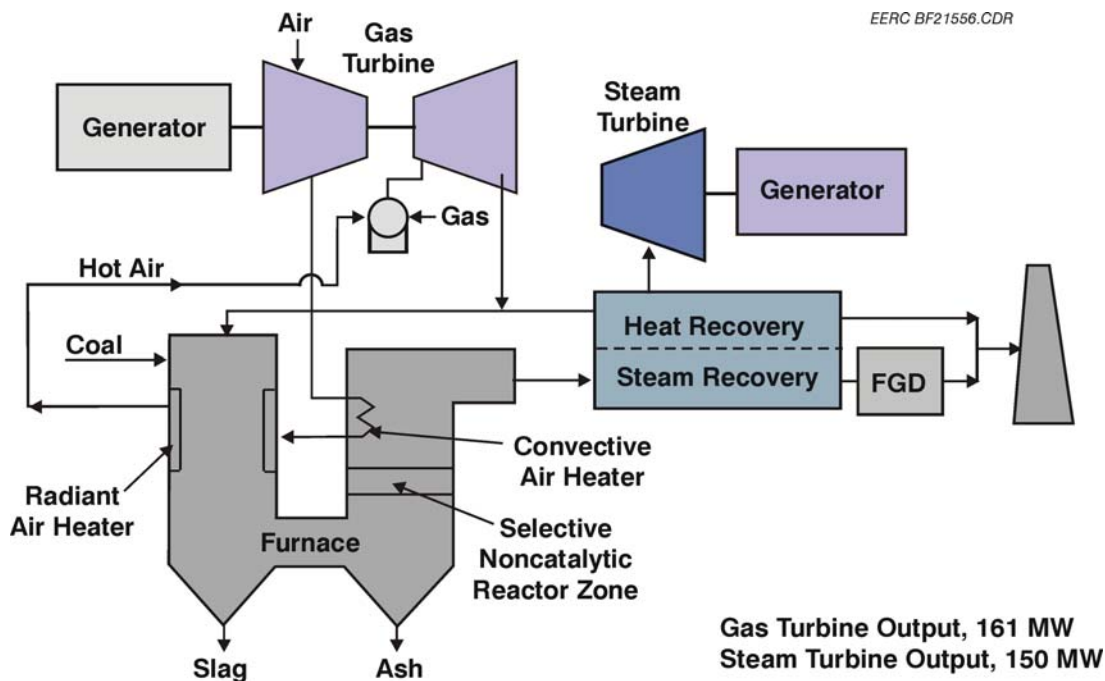 EERC BF21556.CDR
Air
Gas
Turbine
Generator
Steam
Turbine
Generator
Gas
Hot Air
Coal
Heat Recovery
Steam Recovery
FGD
Convective
Air Heater
Radiant
Air Heater
Selective
Noncatalytic
Reactor Zone
Furnace
Slag
Ash
Gas Turbine Output, 161 MW
Steam Turbine Output, 150 MW